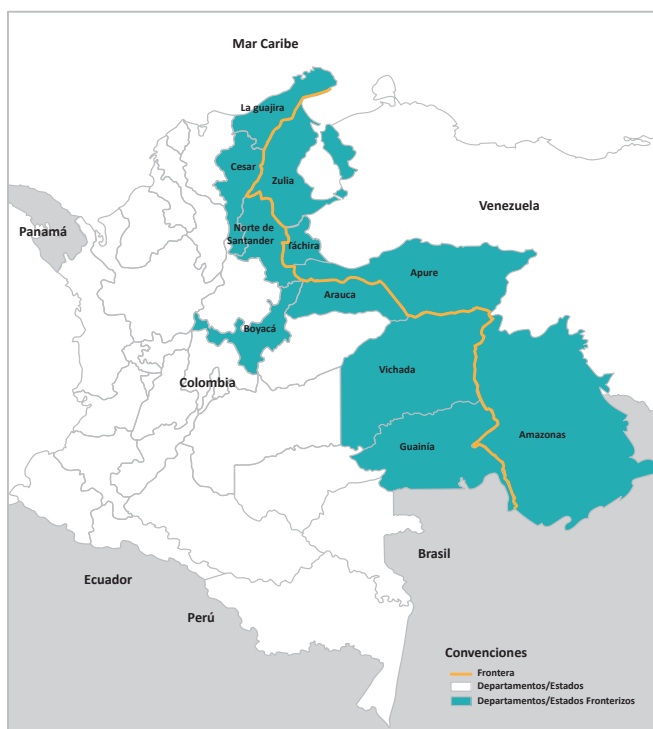 Mar Caribe
La guajira
Cesar
Zulia
Venezuela
Panamá
Norte de
Santander
Táchira
Apure
Arauca
Boyacá
Vichada
Colombia
Guainía
Amazonas
Brasil
Ecuador
Perú
Convenciones
Frontera
Departamentos/Estados
Departamentos/Estados Fronterizos